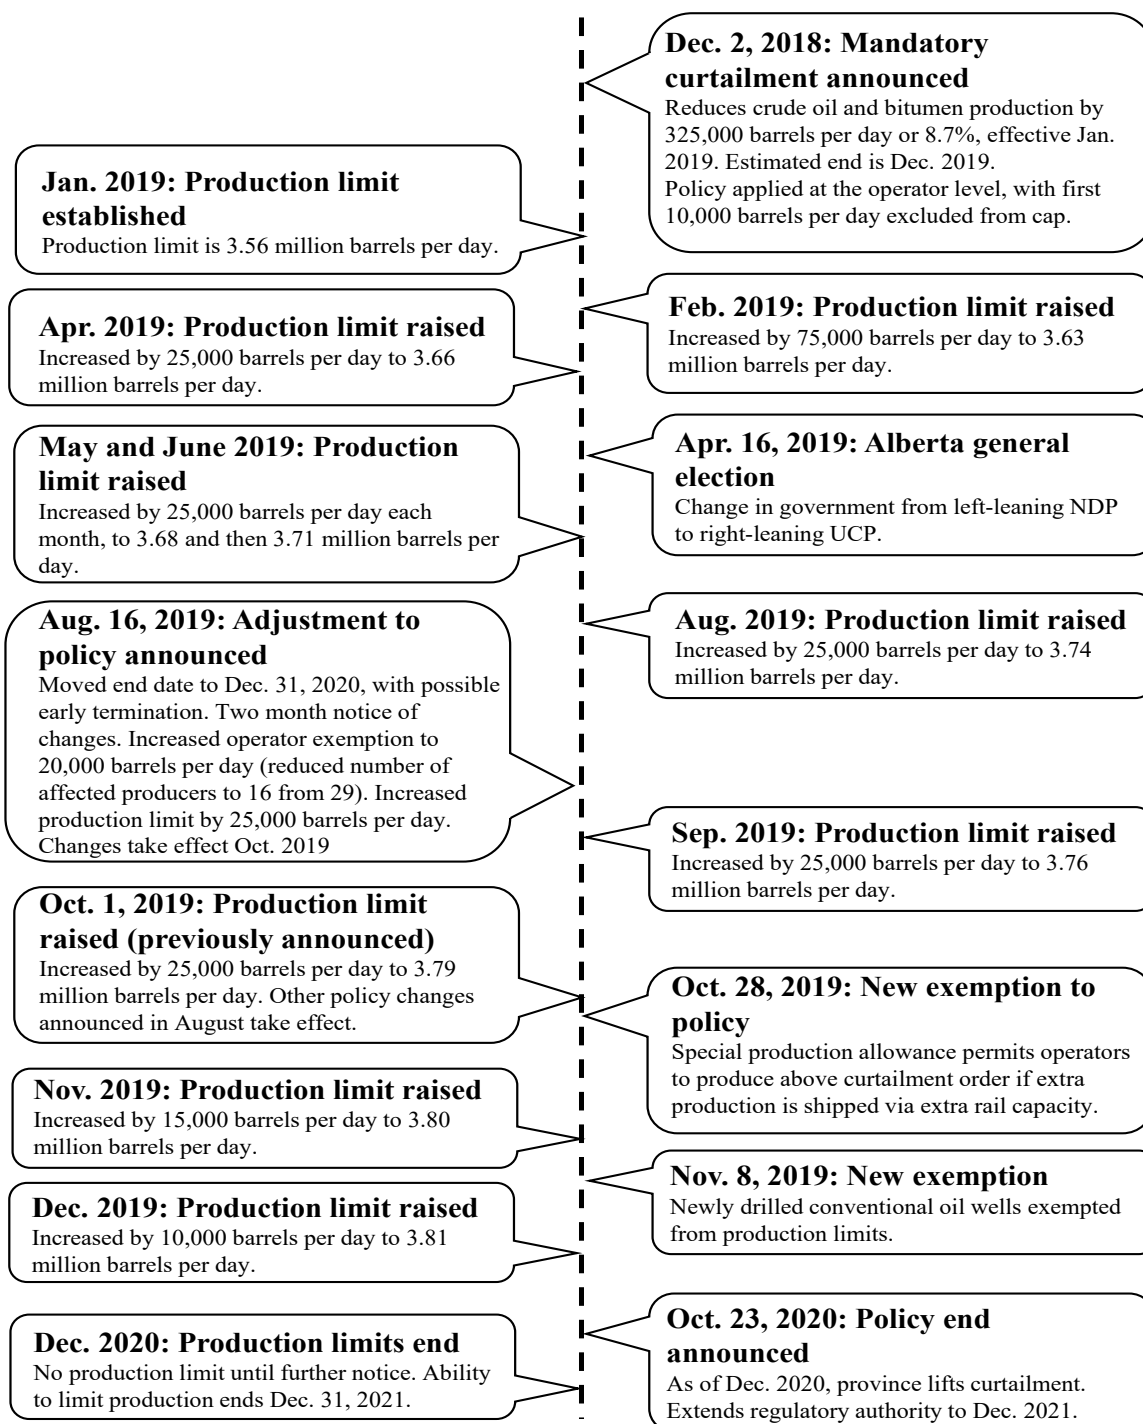 Dec. 2, 2018: Mandatory
curtailment announced
Reduces crude oil and bitumen production by
325,000 barrels per day or 8.7%, effective Jan.
2019. Estimated end is Dec. 2019.
Policy applied at the operator level, with first
10,000 barrels per day excluded from cap.
Jan. 2019: Production limit
established
Production limit is 3.56 million barrels per day.
Feb. 2019: Production limit raised
Increased by 75,000 barrels per day to 3.63
million barrels per day.
Apr. 2019: Production limit raised
Increased by 25,000 barrels per day to 3.66
million barrels per day.
Apr. 16, 2019: Alberta general
election
Change in government from left-leaning NDP
to right-leaning UCP.
May and June 2019: Production
limit raised
Increased by 25,000 barrels per day each
month, to 3.68 and then 3.71 million barrels per
day.
Aug. 2019: Production limit raised
Increased by 25,000 barrels per day to 3.74
million barrels per day.
Aug. 16, 2019: Adjustment to
policy announced
Moved end date to Dec. 31, 2020, with possible
early termination. Two month notice of
changes. Increased operator exemption to
20,000 barrels per day (reduced number of
affected producers to 16 from 29). Increased
production limit by 25,000 barrels per day.
Changes take effect Oct. 2019
Sep. 2019: Production limit raised
Increased by 25,000 barrels per day to 3.76
million barrels per day.
Oct. 1, 2019: Production limit
raised (previously announced)
Increased by 25,000 barrels per day to 3.79
million barrels per day. Other policy changes
announced in August take effect.
Oct. 28, 2019: New exemption to
policy
Special production allowance permits operators
to produce above curtailment order if extra
production is shipped via extra rail capacity.
Nov. 2019: Production limit raised
Increased by 15,000 barrels per day to 3.80
million barrels per day.
Nov. 8, 2019: New exemption
Newly drilled conventional oil wells exempted
from production limits.
Dec. 2019: Production limit raised
Increased by 10,000 barrels per day to 3.81
million barrels per day.
Oct. 23, 2020: Policy end
announced
As of Dec. 2020, province lifts curtailment.
Extends regulatory authority to Dec. 2021.
Dec. 2020: Production limits end
No production limit until further notice. Ability
to limit production ends Dec. 31, 2021.